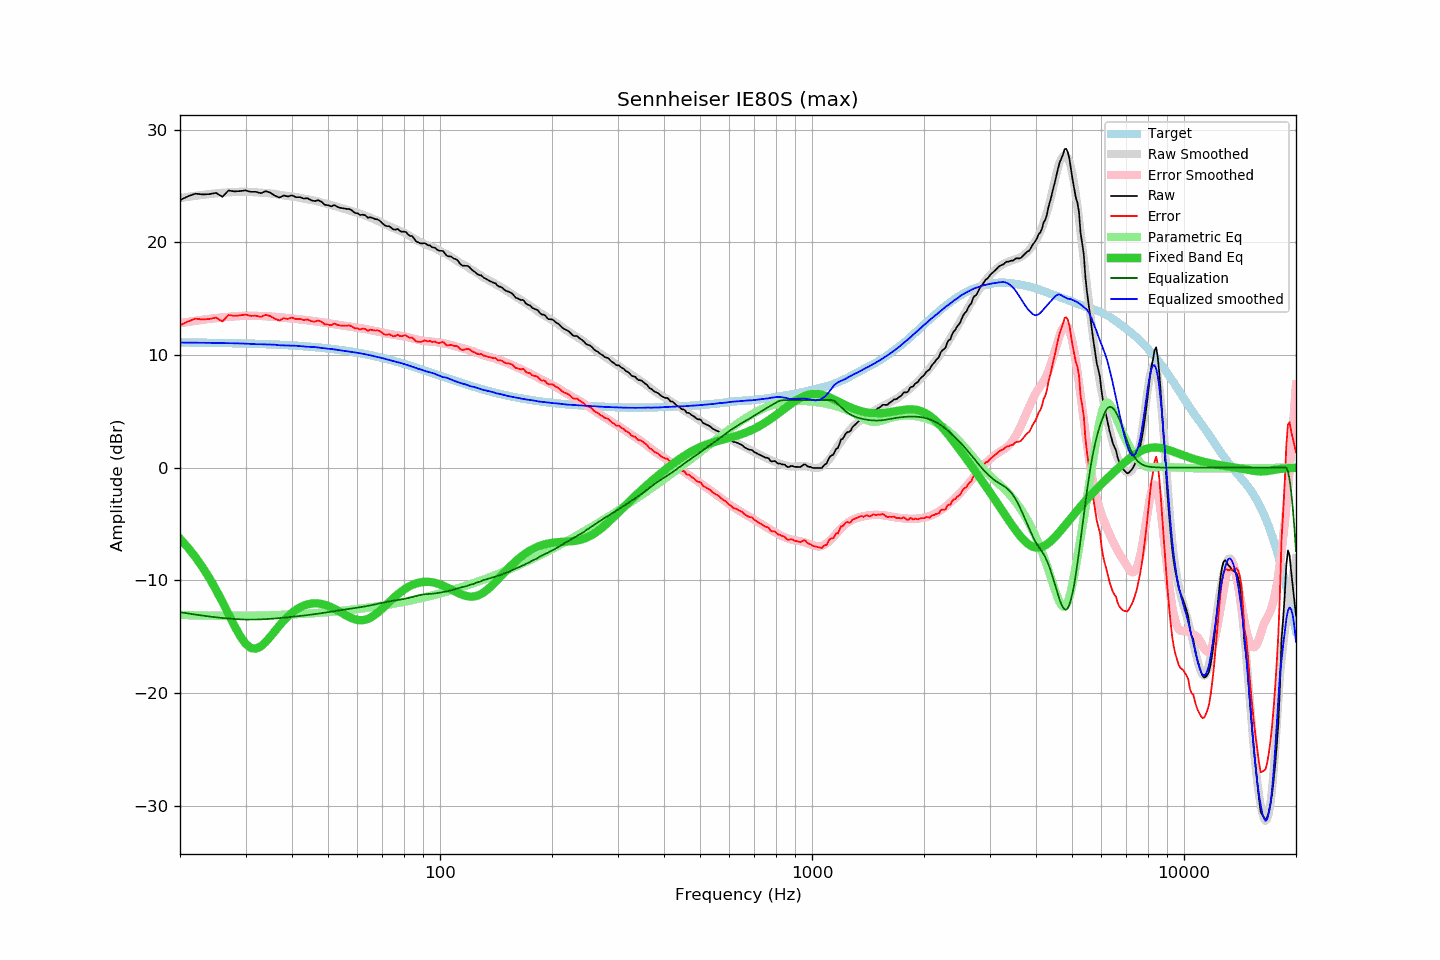 Sennheiser IE80S (max)
Target
Raw Smoothed
Error Smoothed
Raw
Error
Parametric Eq
Fixed Band Eq
Equalization
Equalized smoothed
30
20
10
0
−10
−20
−30
Amplitude (dBr)
100
1000
10000
Frequency (Hz)